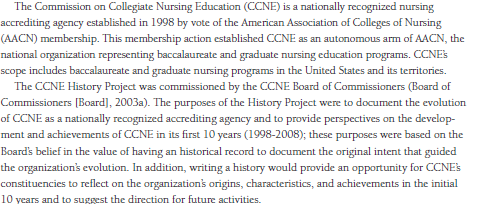 The Commission on Collegiate Nursing Education (CCNE) is a nationally recognized nursing
accrediting agency established in 1998 by vote of the American Association of Colleges of Nursing
(AACN) membership. This membership action established CCNE as an autonomous arm of AACN, the
national organization representing baccalaureate and graduate nursing education programs. CCNE's
scope includes baccalaureate and graduate nursing programs in the United States and its territories.
The CCNE History Project was commissioned by the CCNE Board of Commissioners (Board of
Commissioners [Board], 2003a). The purposes of the History Project were to document the evolution
of CCNE as a nationally recognized accrediting agency and to provide perspectives on the develop-
ment and achievements of CCNE in its first 10 years (1998-2008); these purposes were based on the
Board's belief in the value of having an historical record to document the original intent that guided
the organization's evolution. In addition, writing a history would provide an opportunity for CCNE's
constituencies to reflect on the organization's origins, characteristics, and achievements in the initial
10 years and to suggest the direction for future activities.